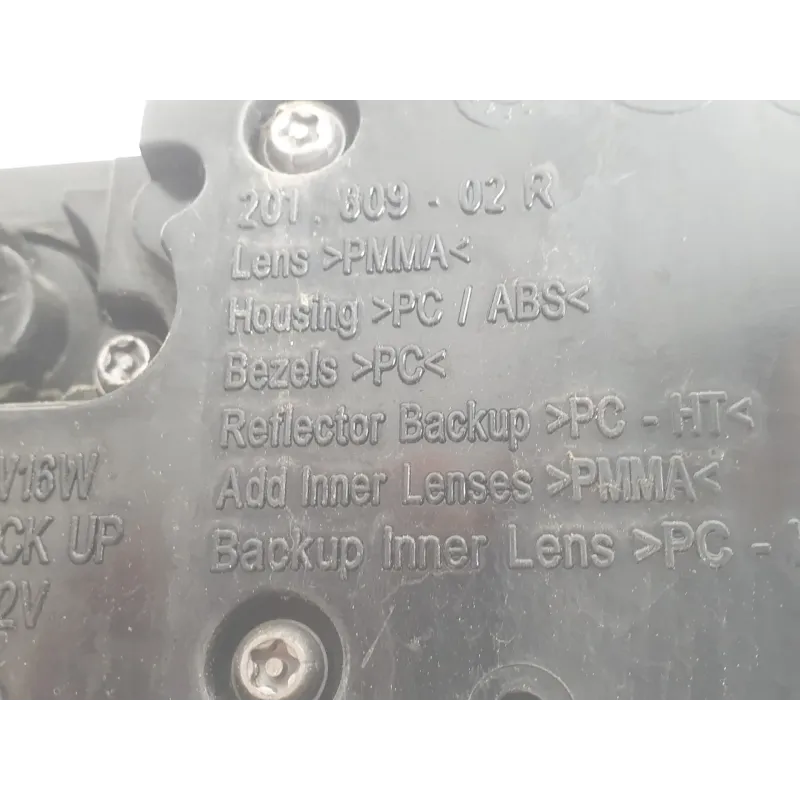 201.809-02 R
Lens >PMMA<
Housing >PC / ABS<
Bezels >PC<
Reflector Backup >PC - HT<
Add Inner Lenses >PMMA<
Backup Inner Lens >PC -
W16W
CK UP
2V